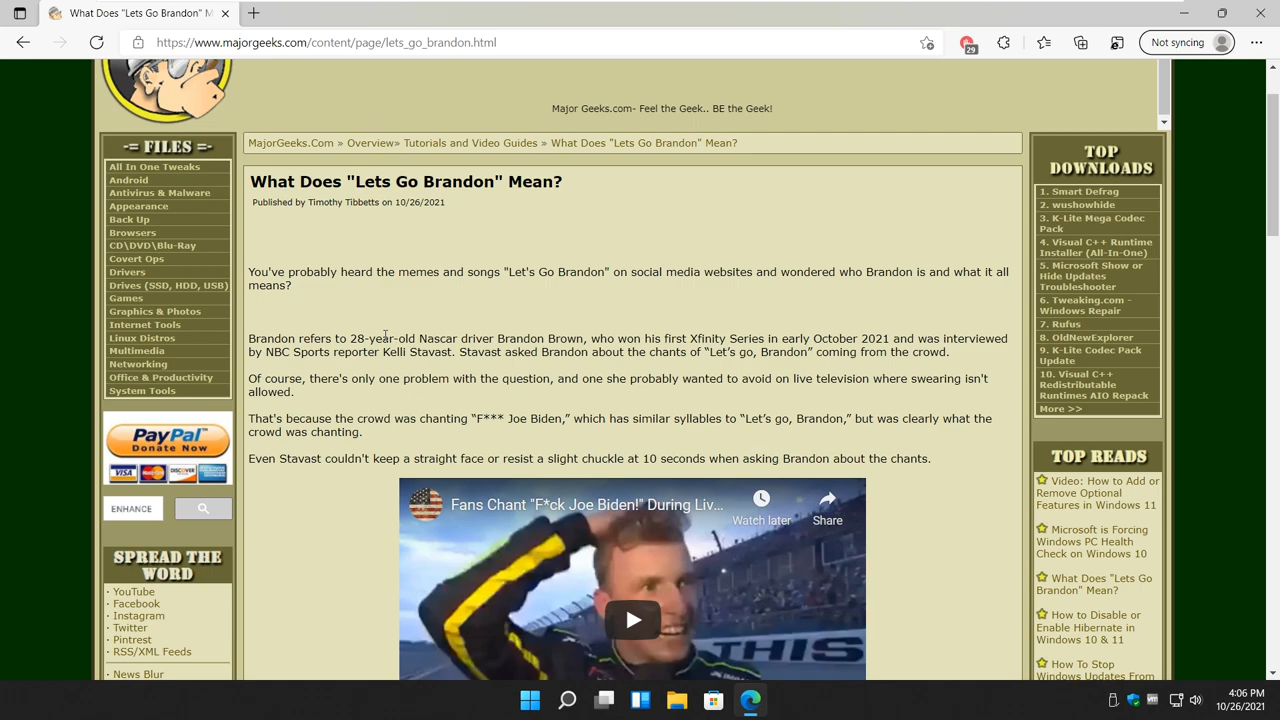 What Does "Lets Go Brandon" M
https://www.majorgeeks.com/content/page/lets_go_brandon.html
29
Not syncing
Major Geeks.com- Feel the Geek.. BE the Geek!
-= FILES =-
All In One Tweaks
Android
Antivirus & Malware
Appearance
Back Up
Browsers
CD\DVD\Blu-Ray
Covert Ops
Drivers
Drives (SSD, HDD, USB)
Games
Graphics & Photos
Internet Tools
Linux Distros
Multimedia
Networking
Office & Productivity
System Tools
PayPal
Donate Now
VISA
MasterCard
DISCOVER
ENHANCE
SPREAD THE
WORD
· YouTube
· Facebook
· Instagram
· Twitter
· Pintrest
· RSS/XML Feeds
· News Blur
MajorGeeks.Com » Overview» Tutorials and Video Guides » What Does "Lets Go Brandon" Mean?
What Does "Lets Go Brandon" Mean?
Published by Timothy Tibbetts on 10/26/2021
You've probably heard the memes and songs "Let's Go Brandon" on social media websites and wondered who Brandon is and what it all
means?
Brandon refers to 28-year-old Nascar driver Brandon Brown, who won his first Xfinity Series in early October 2021 and was interviewed
by NBC Sports reporter Kelli Stavast. Stavast asked Brandon about the chants of “Let’s go, Brandon” coming from the crowd.
Of course, there's only one problem with the question, and one she probably wanted to avoid on live television where swearing isn't
allowed.
That's because the crowd was chanting “F*** Joe Biden,” which has similar syllables to “Let’s go, Brandon,” but was clearly what the
crowd was chanting.
Even Stavast couldn't keep a straight face or resist a slight chuckle at 10 seconds when asking Brandon about the chants.
Fans Chant "F*ck Joe Biden!" During Liv...
Watch later
Share
THIS
TOP
DOWNLOADS
1. Smart Defrag
2. wushowhide
3. K-Lite Mega Codec
Pack
4. Visual C++ Runtime
Installer (All-In-One)
5. Microsoft Show or
Hide Updates
Troubleshooter
6. Tweaking.com -
Windows Repair
7. Rufus
8. OldNewExplorer
9. K-Lite Codec Pack
Update
10. Visual C++
Redistributable
Runtimes AIO Repack
More >>
TOP READS
Video: How to Add or
Remove Optional
Features in Windows 11
Microsoft is Forcing
Windows PC Health
Check on Windows 10
What Does "Lets Go
Brandon" Mean?
How to Disable or
Enable Hibernate in
Windows 10 & 11
How To Stop
Windows Updates From
4:06 PM
10/26/2021